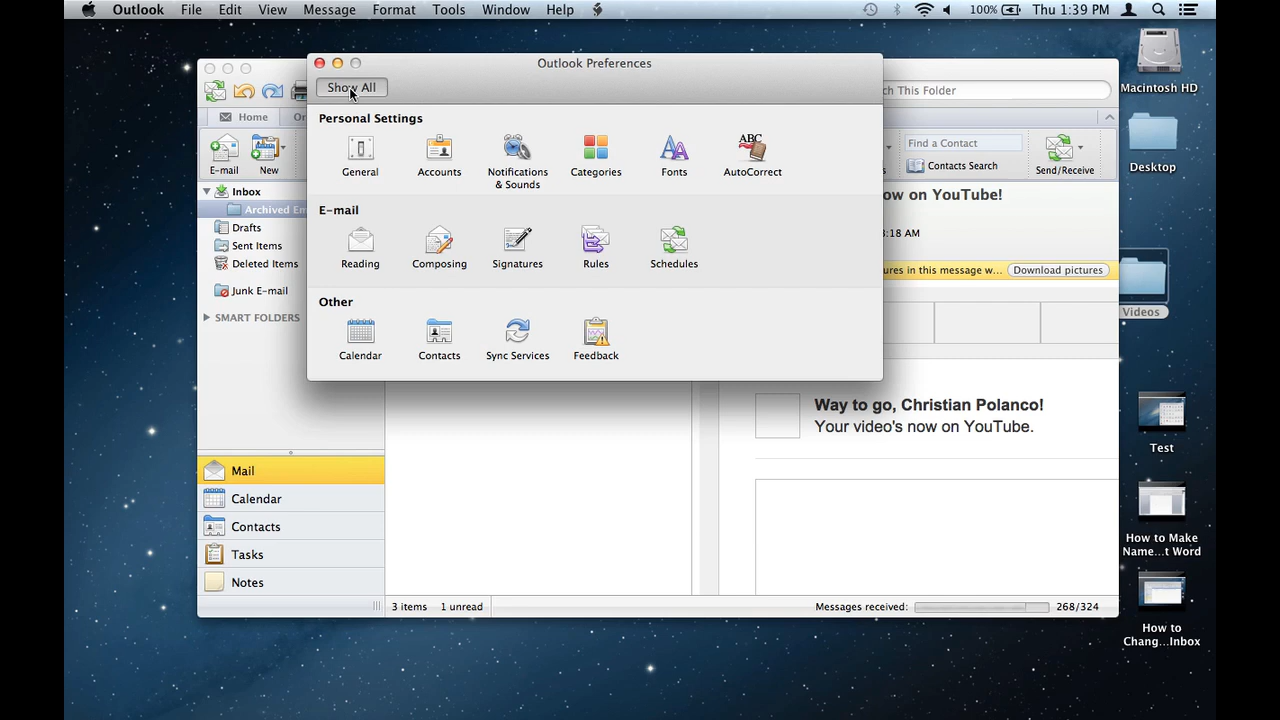 Outlook File Edit View Message Format Tools Window Help
100% Thu 1:39 PM
Outlook Preferences
Show All
ch This Folder
Home
Personal Settings
General Accounts Notifications & Sounds Categories Fonts AutoCorrect
E-mail
Reading Composing Signatures Rules Schedules
Other
Calendar Contacts Sync Services Feedback
E-mail New
Find a Contact
Contacts Search
Send/Receive
Inbox
Archived Em
Drafts
Sent Items
Deleted Items
Junk E-mail
SMART FOLDERS
Mail
Calendar
Contacts
Tasks
Notes
ow on YouTube!
:18 AM
ures in this message w... Download pictures
Way to go, Christian Polanco!
Your video's now on YouTube.
3 items 1 unread
Messages received: 268/324
Macintosh HD
Desktop
Videos
Test
How to Make
Name...t Word
How to
Chang...Inbox